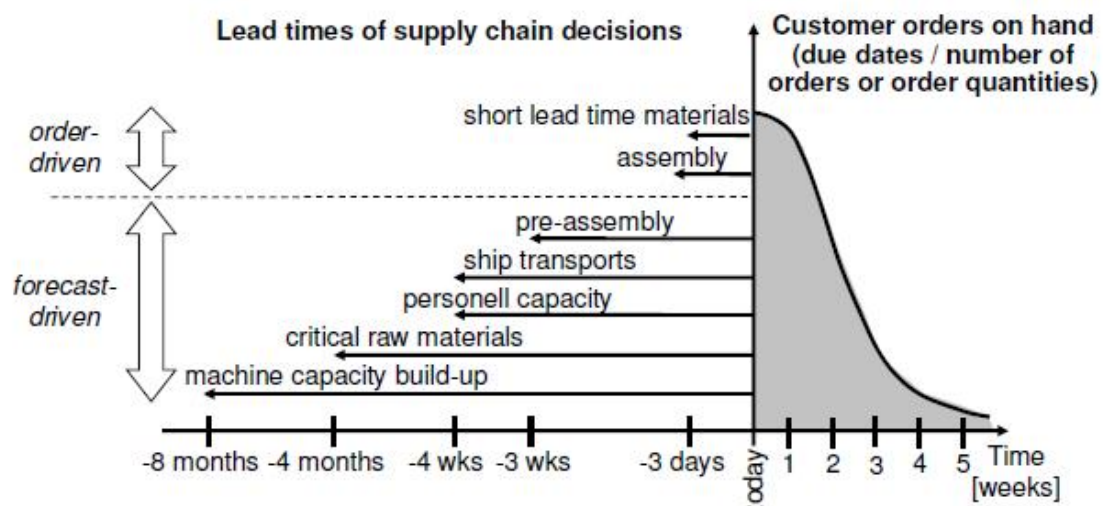 Lead times of supply chain decisions
Customer orders on hand
(due dates / number of
orders or order quantities)
order-
driven
short lead time materials
assembly
pre-assembly
ship transports
forecast-
driven
personell capacity
critical raw materials
machine capacity build-up
-8 months -4 months -4 wks -3 wks -3 days oday 1 2 3 4 5 Time
[weeks]